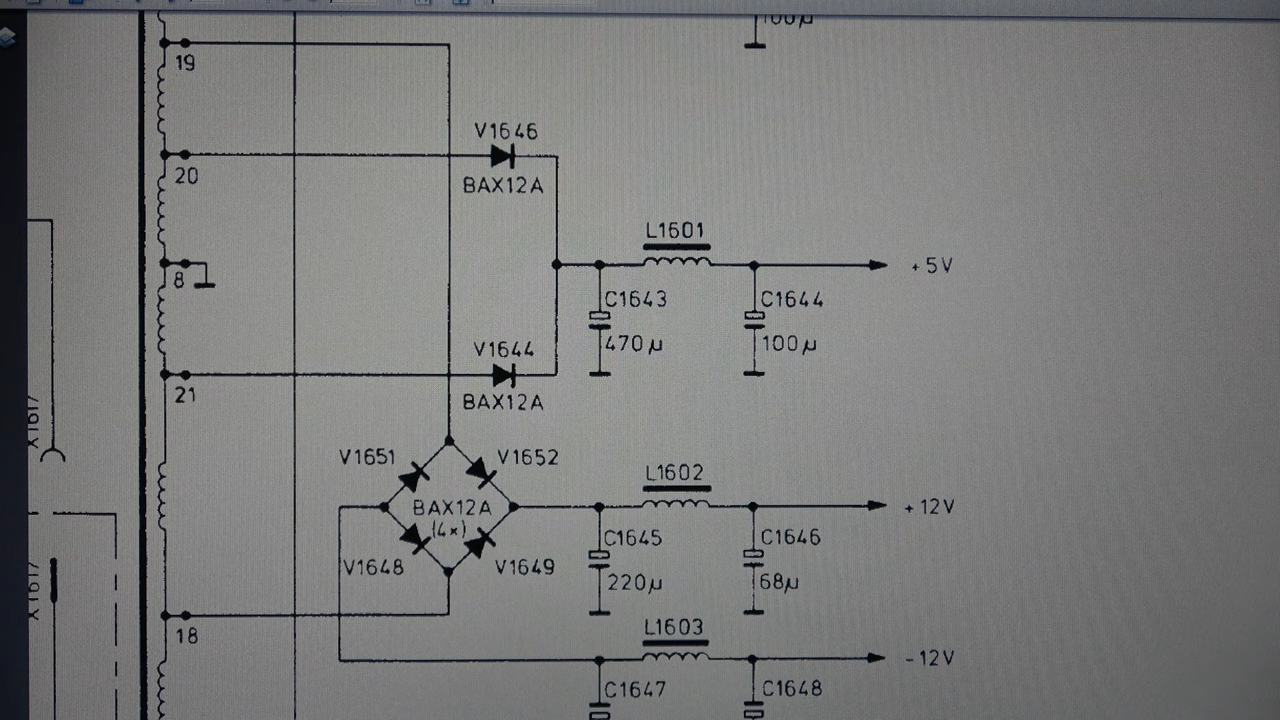 100µ
19
V1646
20
BAX12A
L1601
+5V
8
C1643
C1644
470µ
100µ
V1644
21
BAX12A
X1617
V1651
V1652
L1602
BAX12A
(4x)
+12V
C1645
C1646
V1648
V1649
220µ
68µ
X1617
18
L1603
-12V
C1647
C1648